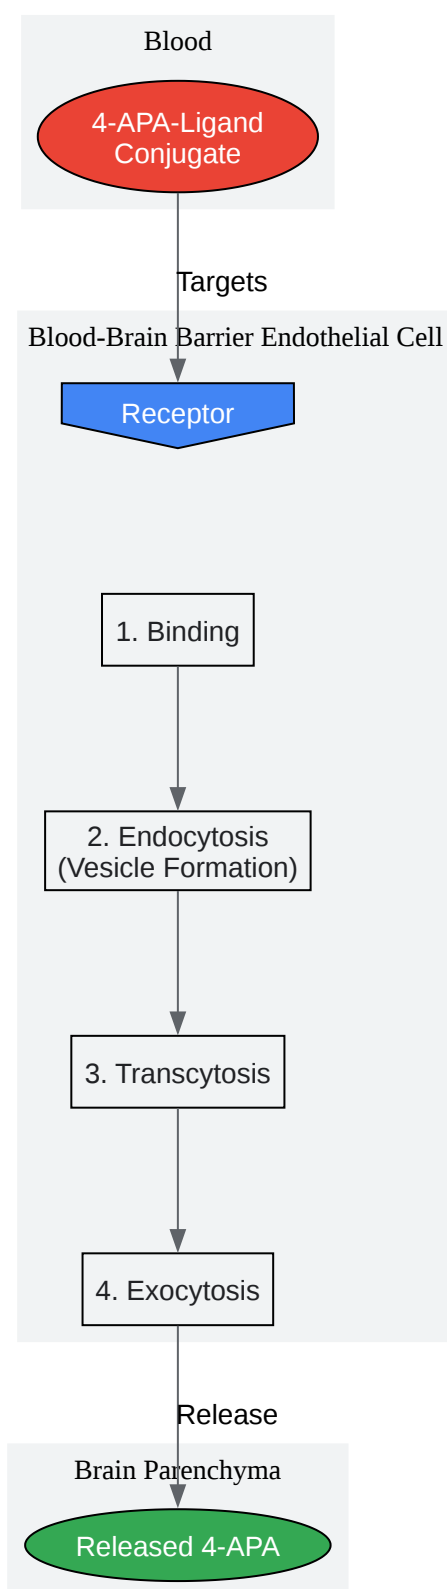 Blood
4-APA-Ligand
Conjugate
Targets
Blood-Brain Barrier Endothelial Cell
Receptor
1. Binding
2. Endocytosis
(Vesicle Formation)
3. Transcytosis
4. Exocytosis
Release
Brain Parenchyma
Released 4-APA